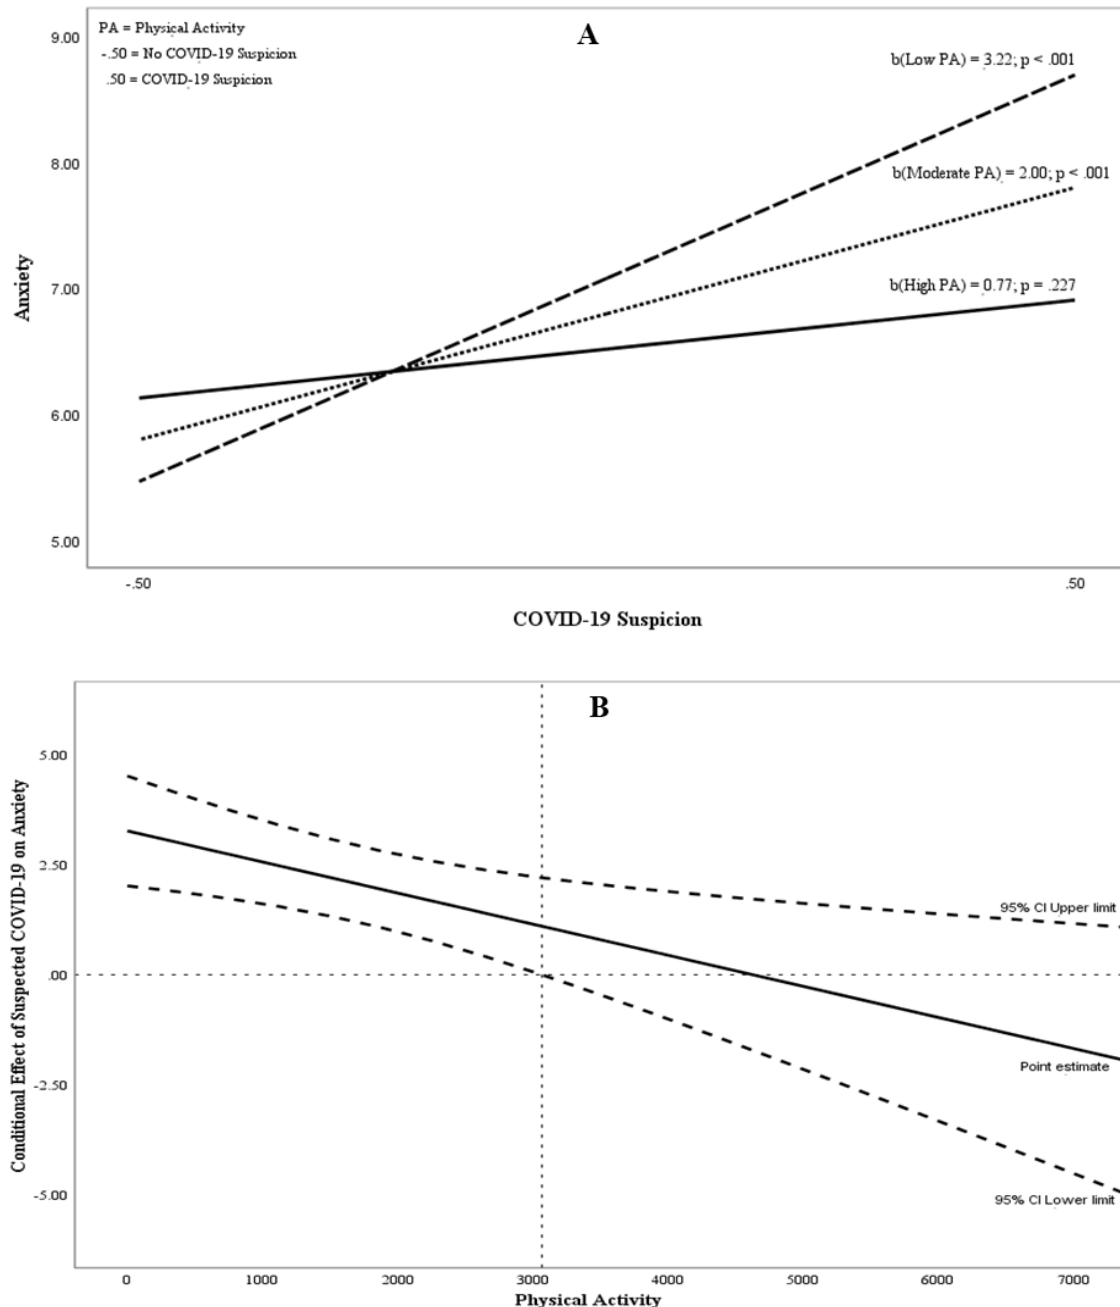 A
PA = Physical Activity
-.50 = No COVID-19 Suspicion
.50 = COVID-19 Suspicion
9.00
b(Low PA) = 3.22; p < .001
8.00
b(Moderate PA) = 2.00; p < .001
7.00
b(High PA) = 0.77; p = .227
Anxiety
6.00
5.00
-.50 .50
COVID-19 Suspicion
B
5.00
2.50
95% CI Upper limit
.00
Conditional Effect of Suspected COVID-19 on Anxiety
Point estimate
-2.50
-5.00
95% CI Lower limit
0 1000 2000 3000 4000 5000 6000 7000
Physical Activity